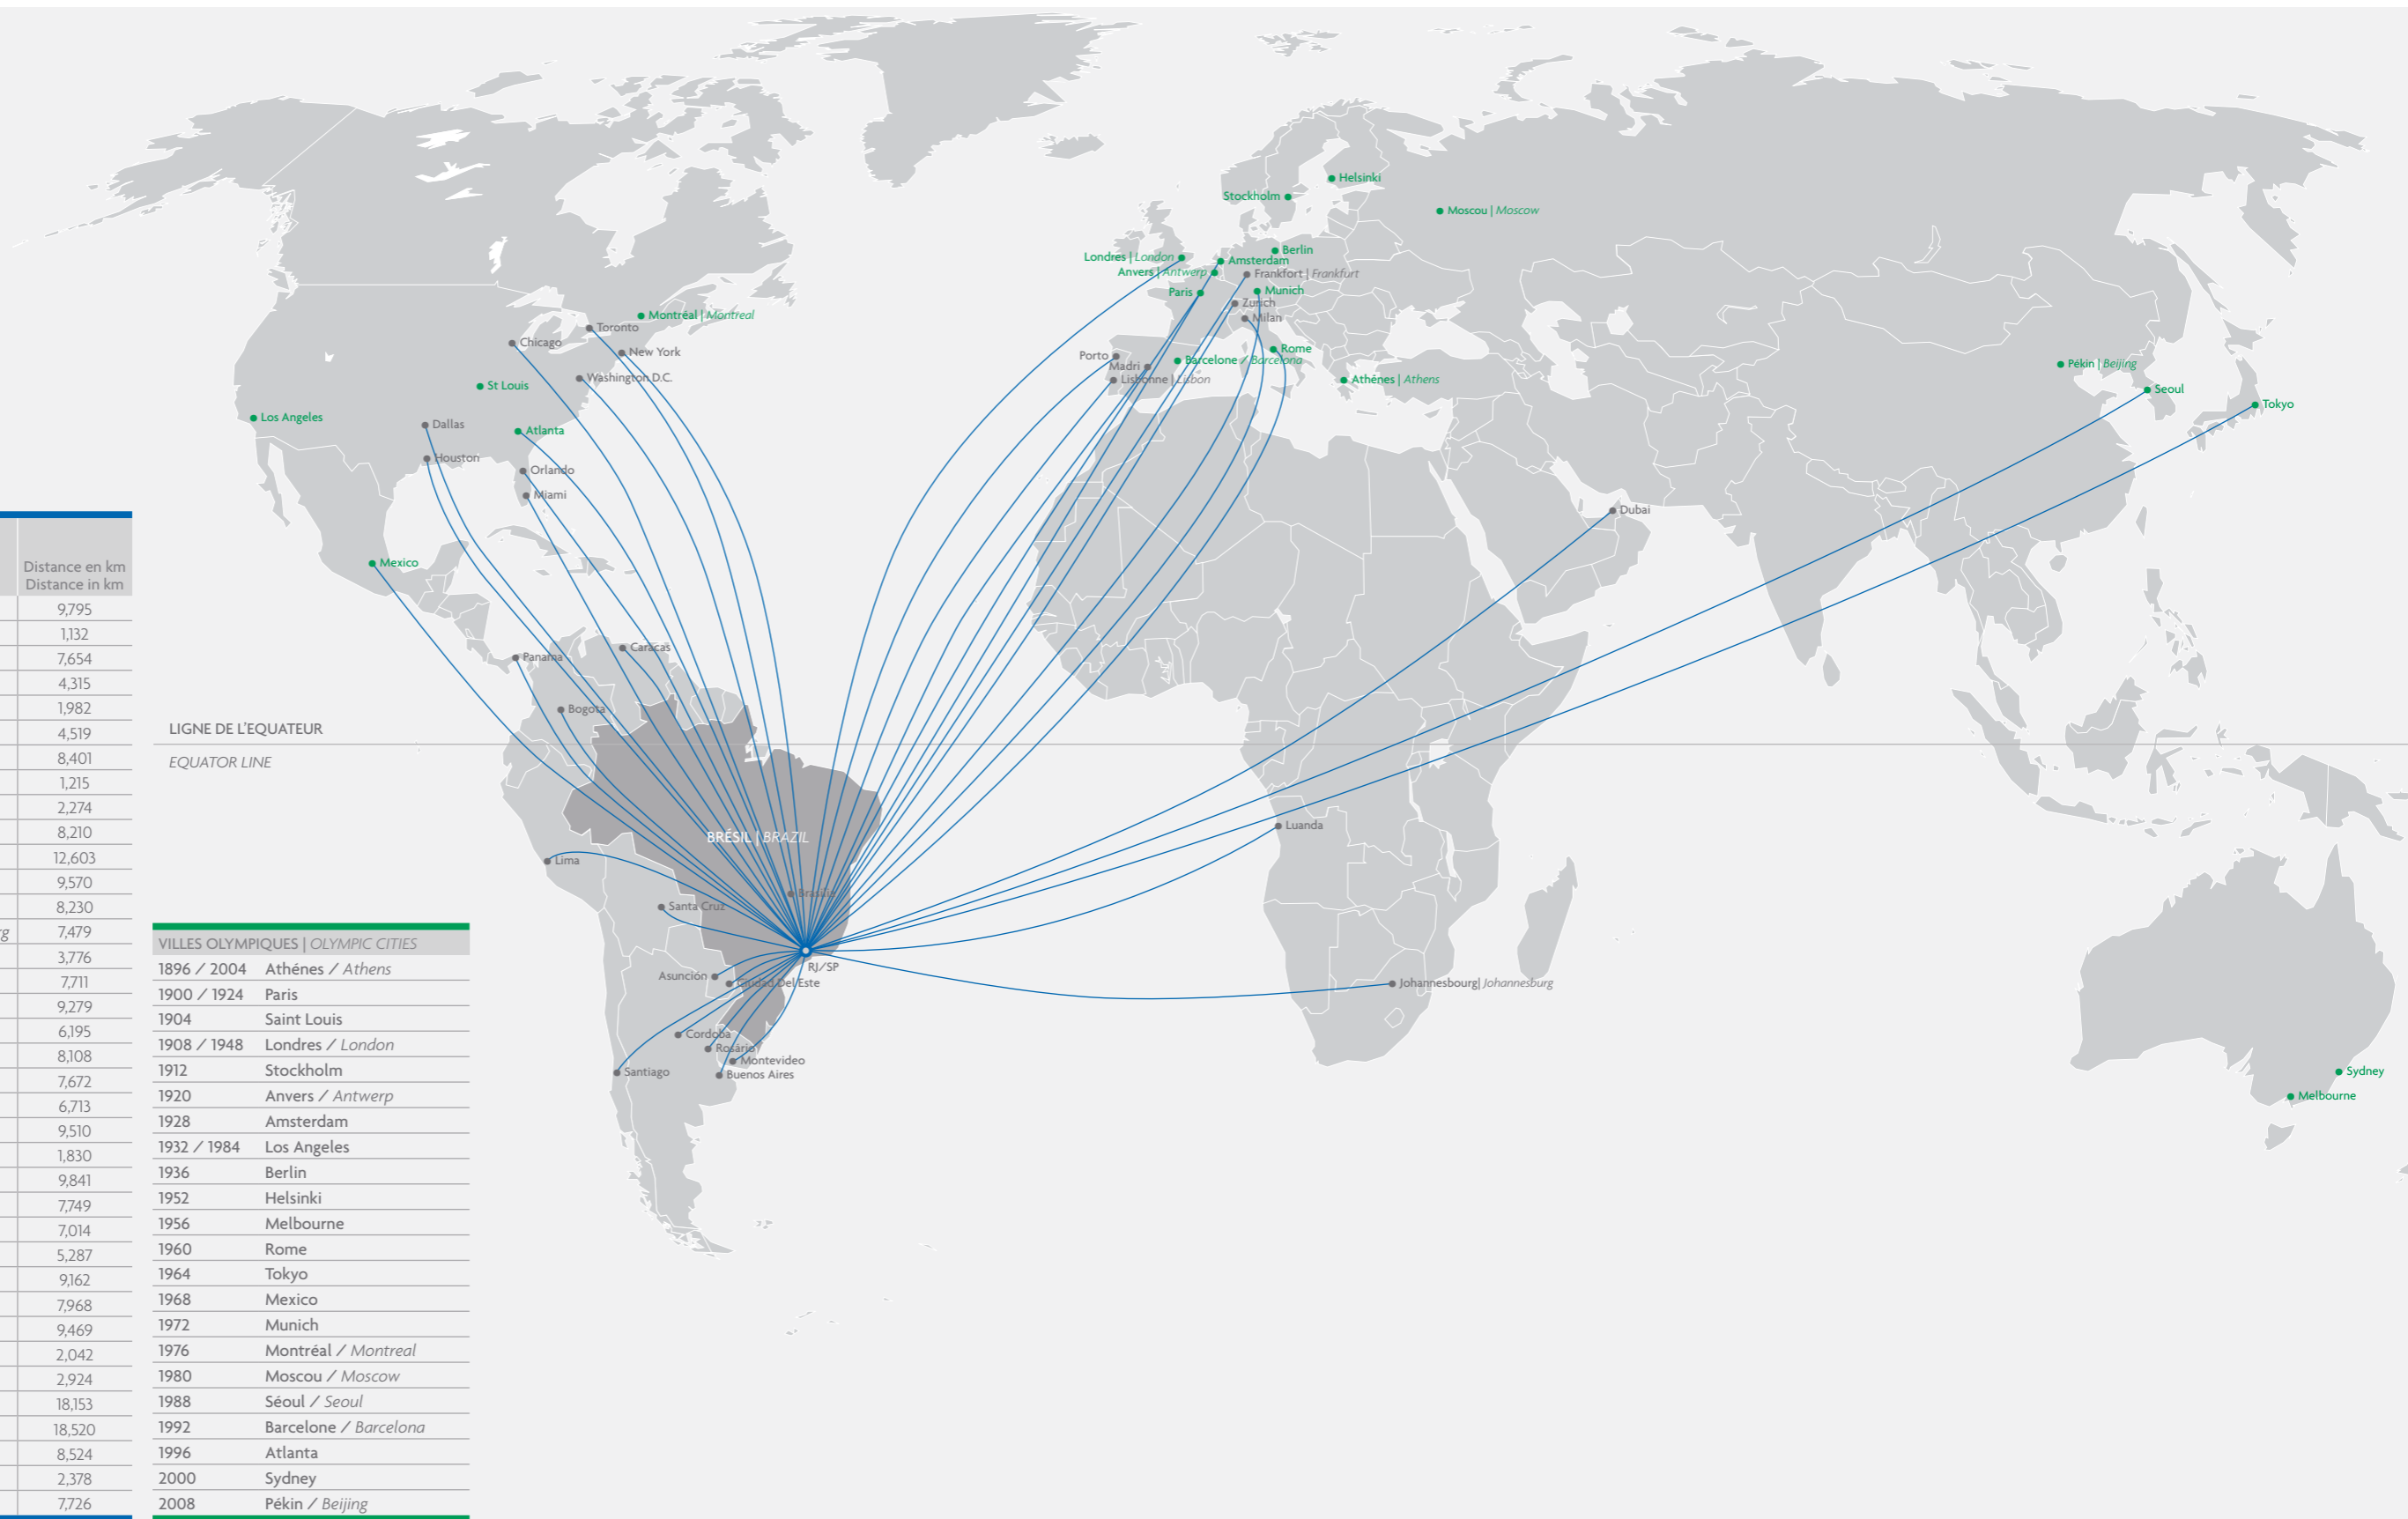 Helsinki
Stockholm
Moscou | Moscow
Berlin
Londres | London
Amsterdam
Anvers | Antwerp
Frankfort | Frankfurt
Paris
Munich
Zurich
Milan
Montréal | Montreal
Toronto
Chicago
New York
Rome
Porto
Barcelone / Barcelona
Madri
Pékin | Beijing
Washington D.C.
Lisbonne | Lisbon
Athênes | Athens
St Louis
Seoul
Tokyo
Los Angeles
Dallas
Atlanta
Houston
Orlando
Miami
Dubai
Mexico
Caracas
Panama
Bogota
LIGNE DE L'EQUATEUR
EQUATOR LINE
BRÉSIL | BRAZIL
Luanda
Lima
Brasília
Santa Cruz
RJ/SP
Asunción
Ciudad Del Este
Johannesbourg| Johannesburg
Cordoba
Rosário
Montevideo
Santiago
Buenos Aires
Sydney
Melbourne
Distance en km
Distance in km
9,795
1,132
7,654
4,315
1,982
4,519
8,401
1,215
2,274
8,210
12,603
9,570
8,230
rg 7,479
3,776
7,711
9,279
6,195
8,108
7,672
6,713
9,510
1,830
9,841
7,749
7,014
5,287
9,162
7,968
9,469
2,042
2,924
18,153
18,520
8,524
2,378
7,726
VILLES OLYMPIQUES | OLYMPIC CITIES
1896 / 2004 Athénes / Athens
1900 / 1924 Paris
1904 Saint Louis
1908 / 1948 Londres / London
1912 Stockholm
1920 Anvers / Antwerp
1928 Amsterdam
1932 / 1984 Los Angeles
1936 Berlin
1952 Helsinki
1956 Melbourne
1960 Rome
1964 Tokyo
1968 Mexico
1972 Munich
1976 Montréal / Montreal
1980 Moscou / Moscow
1988 Séoul / Seoul
1992 Barcelone / Barcelona
1996 Atlanta
2000 Sydney
2008 Pékin / Beijing